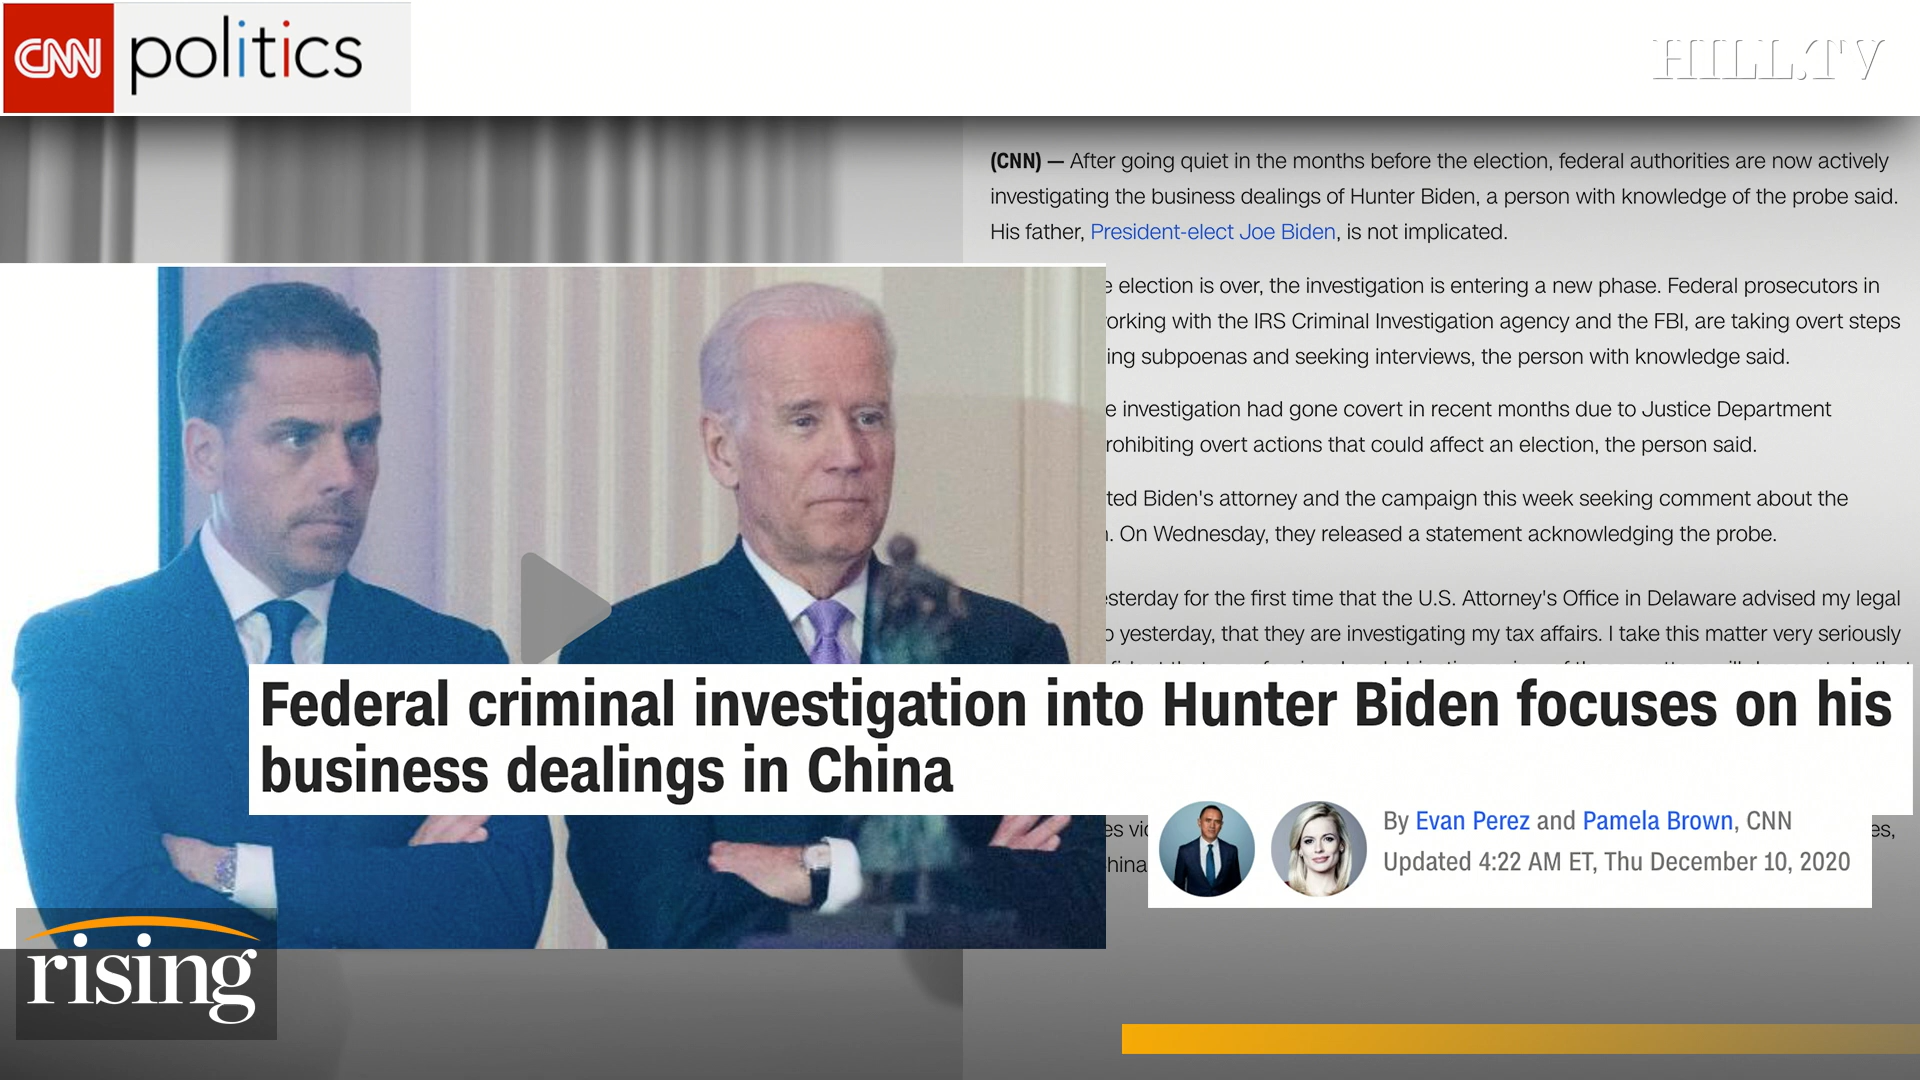 CNN politics
HILL.TV
(CNN) — After going quiet in the months before the election, federal authorities are now actively
investigating the business dealings of Hunter Biden, a person with knowledge of the probe said.
His father, President-elect Joe Biden, is not implicated.
election is over, the investigation is entering a new phase. Federal prosecutors in
with the IRS Criminal Investigation agency and the FBI, are taking overt steps
subpoenas and seeking interviews, the person with knowledge said.
investigation had gone covert in recent months due to Justice Department
overt actions that could affect an election, the person said.
Biden's attorney and the campaign this week seeking comment about the
On Wednesday, they released a statement acknowledging the probe.
for the first time that the U.S. Attorney's Office in Delaware advised my legal
yesterday, that they are investigating my tax affairs. I take this matter very seriously
Federal criminal investigation into Hunter Biden focuses on his
business dealings in China
By Evan Perez and Pamela Brown, CNN
Updated 4:22 AM ET, Thu December 10, 2020
rising